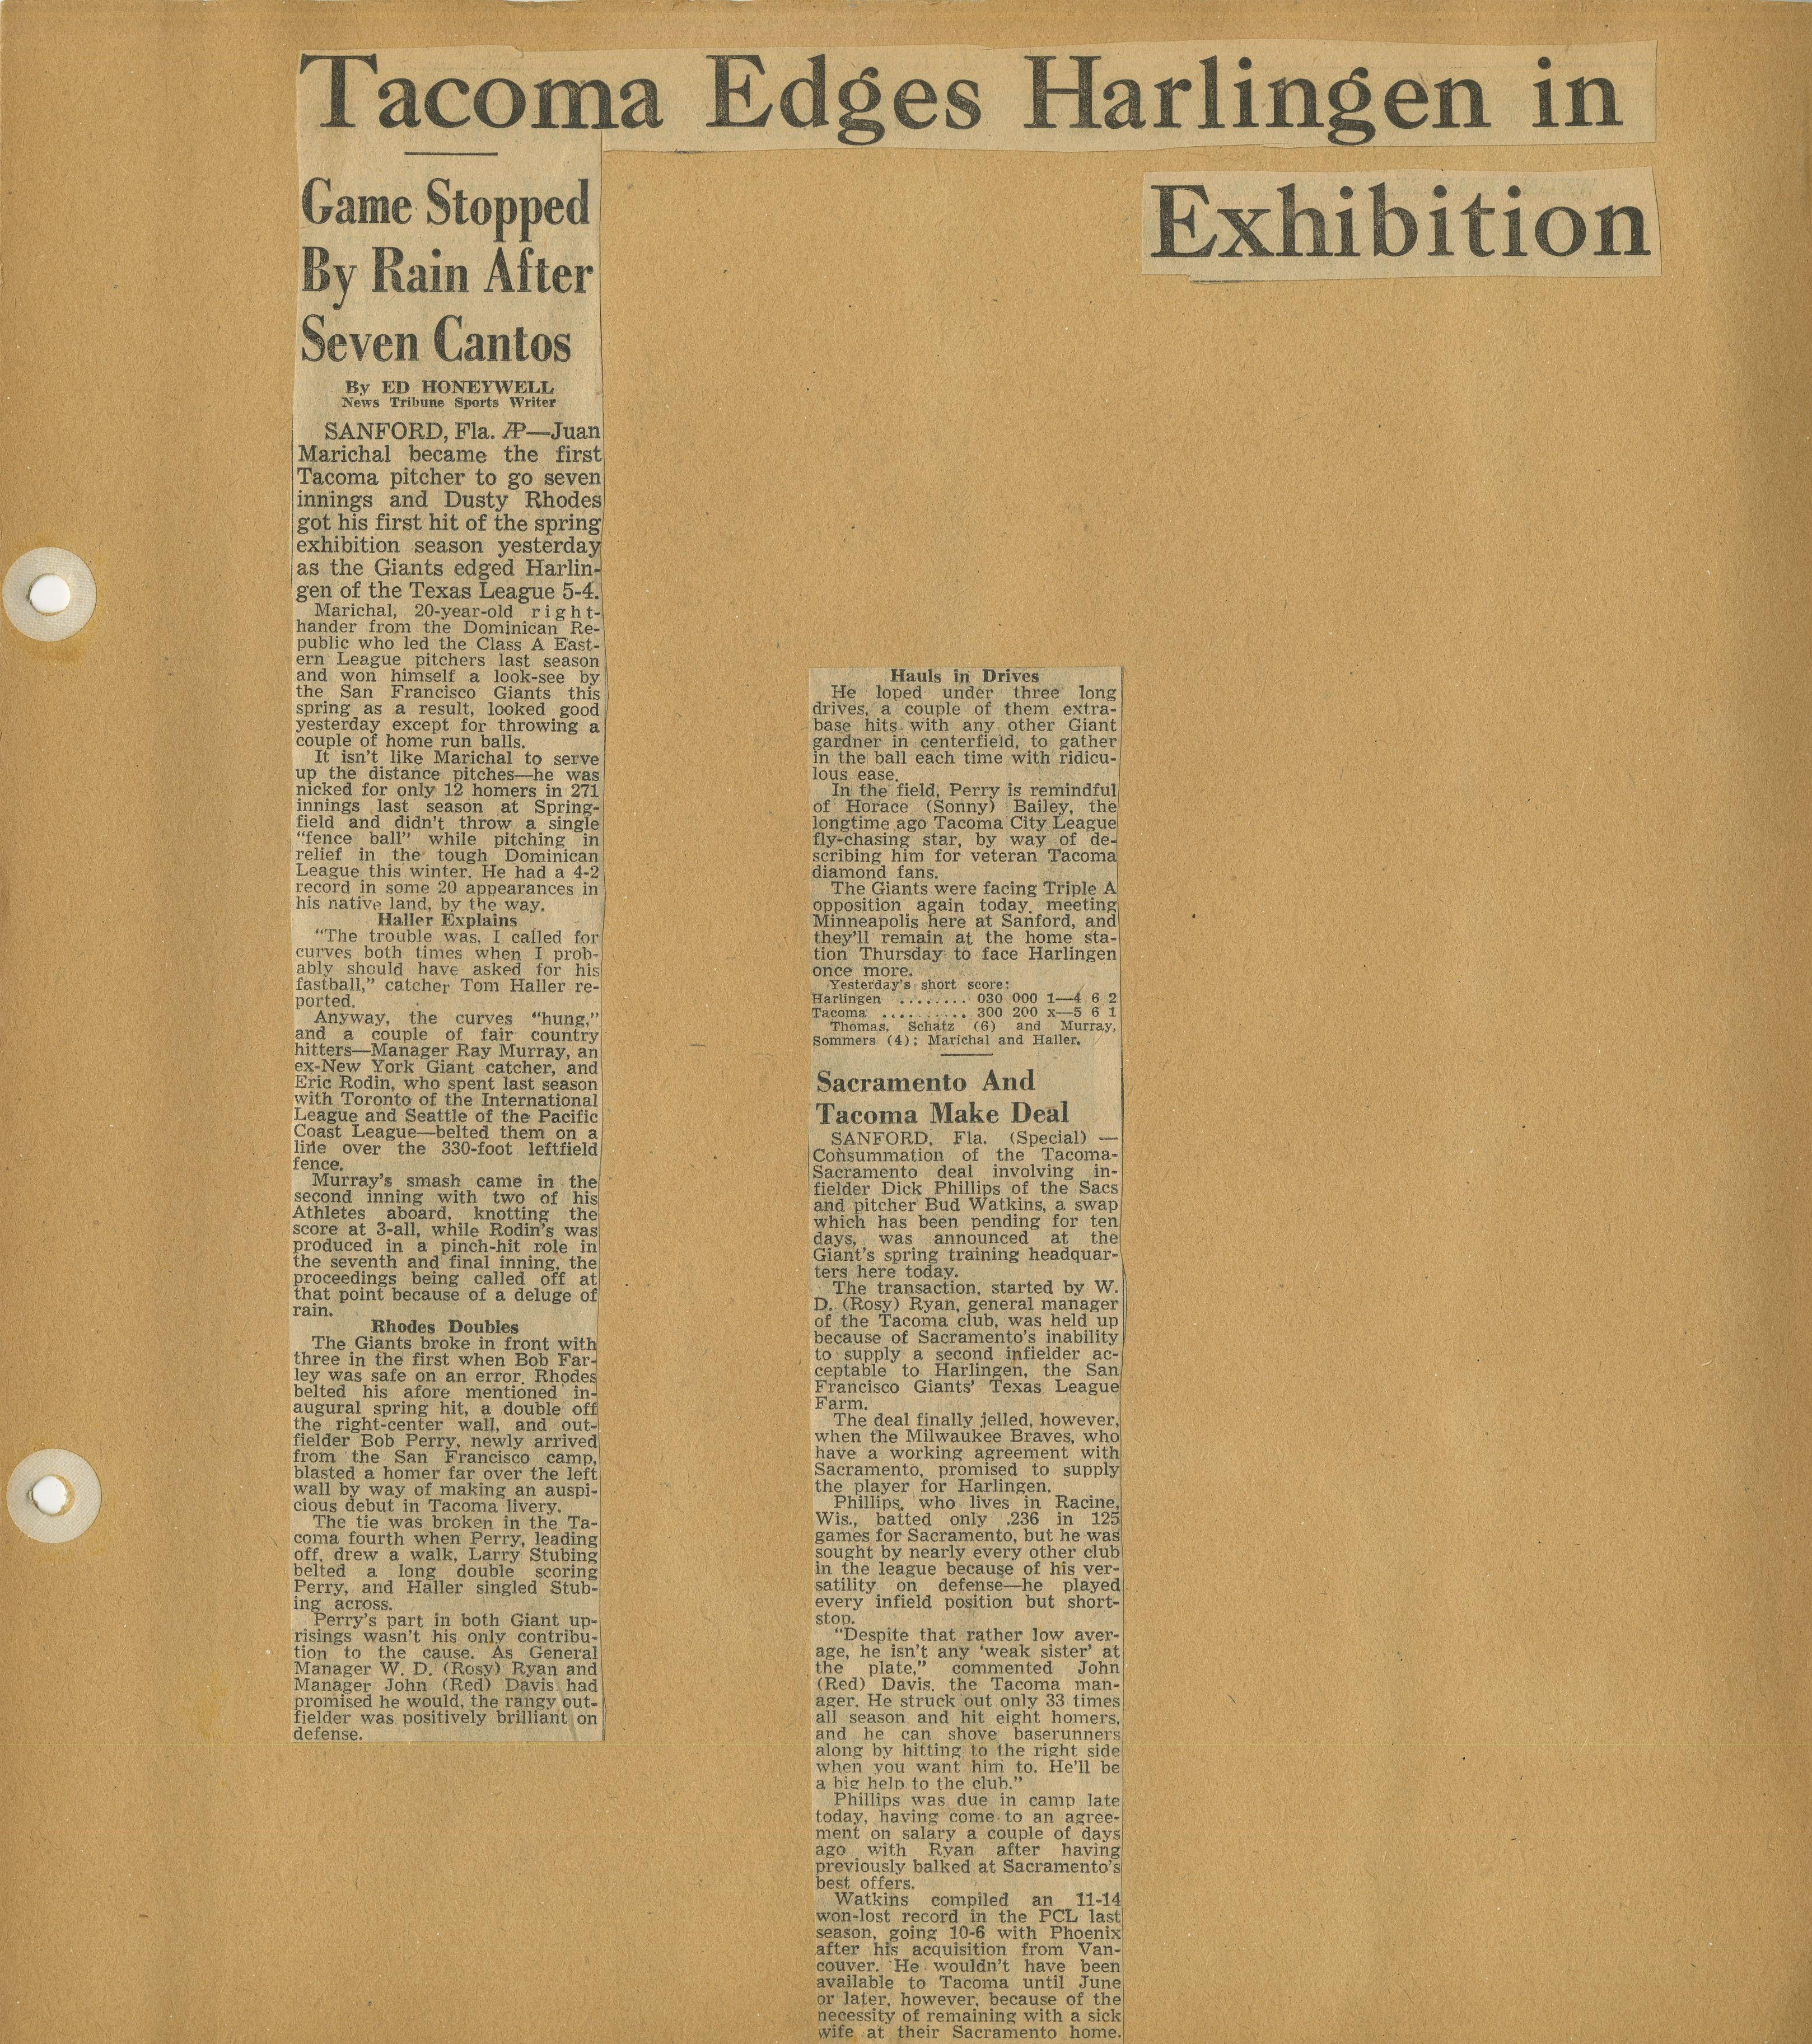 Tacoma Edges Harlingen in
Exhibition
Game Stopped
By Rain After
Seven Cantos
By ED HONEYWELL
News Tribune Sports Writer
SANFORD, Fla. AP—Juan
Marichal became the first
Tacoma pitcher to go seven
innings and Dusty Rhodes
got his first hit of the spring
exhibition season yesterday
as the Giants edged Harlin-
gen of the Texas League 5-4.
Marichal, 20-year-old right-
hander from the Dominican Re-
public who led the Class A East-
ern League pitchers last season
and won himself a look-see by
the San Francisco Giants this
spring as a result, looked good
yesterday except for throwing a
couple of home run balls.
It isn't like Marichal to serve
up the distance pitches—he was
nicked for only 12 homers in 271
innings last season at Spring-
field and didn't throw a single
"fence ball" while pitching in
relief in the tough Dominican
League this winter. He had a 4-2
record in some 20 appearances in
his native land, by the way.
Haller Explains
"The trouble was, I called for
curves both times when I prob-
ably should have asked for his
fastball," catcher Tom Haller re-
ported.
Anyway, the curves "hung,"
and a couple of fair country
hitters—Manager Ray Murray, an
ex-New York Giant catcher, and
Eric Rodin, who spent last season
with Toronto of the International
League and Seattle of the Pacific
Coast League—belted them on a
line over the 330-foot leftfield
fence.
Murray's smash came in the
second inning with two of his
Athletes aboard, knotting the
score at 3-all, while Rodin's was
produced in a pinch-hit role in
the seventh and final inning, the
proceedings being called off at
that point because of a deluge of
rain.
Rhodes Doubles
The Giants broke in front with
three in the first when Bob Far-
ley was safe on an error. Rhodes
belted his afore mentioned in-
augural spring hit, a double off
the right-center wall, and out-
fielder Bob Perry, newly arrived
from the San Francisco camp,
blasted a homer far over the left
wall by way of making an auspi-
cious debut in Tacoma livery.
The tie was broken in the Ta-
coma fourth when Perry, leading
off, drew a walk, Larry Stubing
belted a long double scoring
Perry, and Haller singled Stub-
ing across.
Perry's part in both Giant up-
risings wasn't his only contribu-
tion to the cause. As General
Manager W. D. (Rosy) Ryan and
Manager John (Red) Davis had
promised he would, the rangy out-
fielder was positively brilliant on
defense.
Hauls in Drives
He loped under three long
drives, a couple of them extra-
base hits with any other Giant
gardner in centerfield, to gather
in the ball each time with ridicu-
lous ease.
In the field, Perry is remindful
of Horace (Sonny) Bailey, the
longtime ago Tacoma City League
fly-chasing star, by way of de-
scribing him for veteran Tacoma
diamond fans.
The Giants were facing Triple A
opposition again today, meeting
Minneapolis here at Sanford, and
they'll remain at the home sta-
tion Thursday to face Harlingen
once more.
Yesterday's short score:
Harlingen ........ 030 000 1—4 6 2
Tacoma .......... 300 200 x—5 6 1
Thomas, Schatz (6) and Murray,
Sommers (4); Marichal and Haller.
Sacramento And
Tacoma Make Deal
SANFORD, Fla. (Special) —
Consummation of the Tacoma-
Sacramento deal involving in-
fielder Dick Phillips of the Sacs
and pitcher Bud Watkins, a swap
which has been pending for ten
days, was announced at the
Giant's spring training headquar-
ters here today.
The transaction, started by W.
D. (Rosy) Ryan, general manager
of the Tacoma club, was held up
because of Sacramento's inability
to supply a second infielder ac-
ceptable to Harlingen, the San
Francisco Giants' Texas League
Farm.
The deal finally jelled, however,
when the Milwaukee Braves, who
have a working agreement with
Sacramento, promised to supply
the player for Harlingen.
Phillips, who lives in Racine,
Wis., batted only .236 in 125
games for Sacramento, but he was
sought by nearly every other club
in the league because of his ver-
satility on defense—he played
every infield position but short-
stop.
"Despite that rather low aver-
age, he isn't any 'weak sister' at
the plate," commented John
(Red) Davis, the Tacoma man-
ager. He struck out only 33 times
all season and hit eight homers,
and he can shove baserunners
along by hitting to the right side
when you want him to. He'll be
a big help to the club."
Phillips was due in camp late
today, having come to an agree-
ment on salary a couple of days
ago with Ryan after having
previously balked at Sacramento's
best offers.
Watkins compiled an 11-14
won-lost record in the PCL last
season, going 10-6 with Phoenix
after his acquisition from Van-
couver. He wouldn't have been
available to Tacoma until June
or later, however, because of the
necessity of remaining with a sick
wife at their Sacramento home.